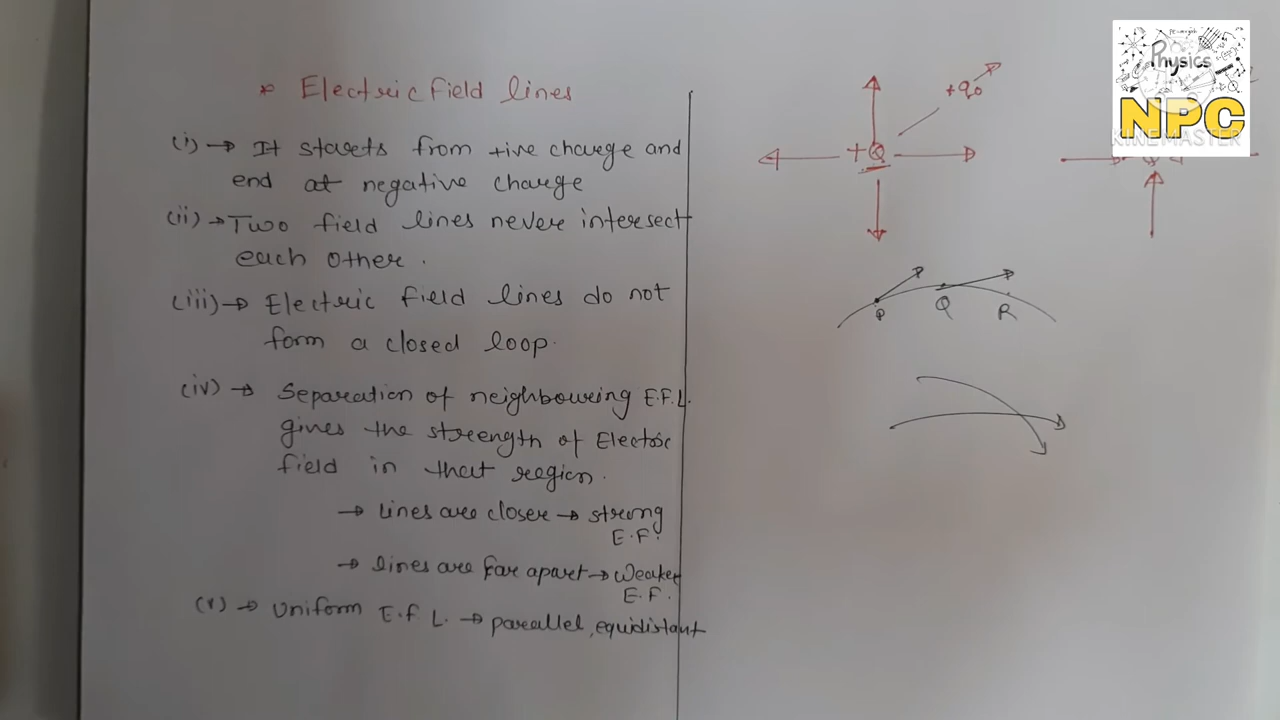 * Electric field lines
(i) → It starts from +ive charge and
end at negative charge
(ii) → Two field lines never intersect
each other.
(iii) → Electric field lines do not
form a closed loop.
(iv) → Separation of neighbouring E.F.L.
gives the strength of Electric
field in that region.
→ lines are closer → strong
E.F.
→ lines are far apart → weaker
E.F.
(v) → Uniform E.F.L. → parallel, equidistant
+q0
+Q
P Q R
Physics
NPC
KINEMASTER